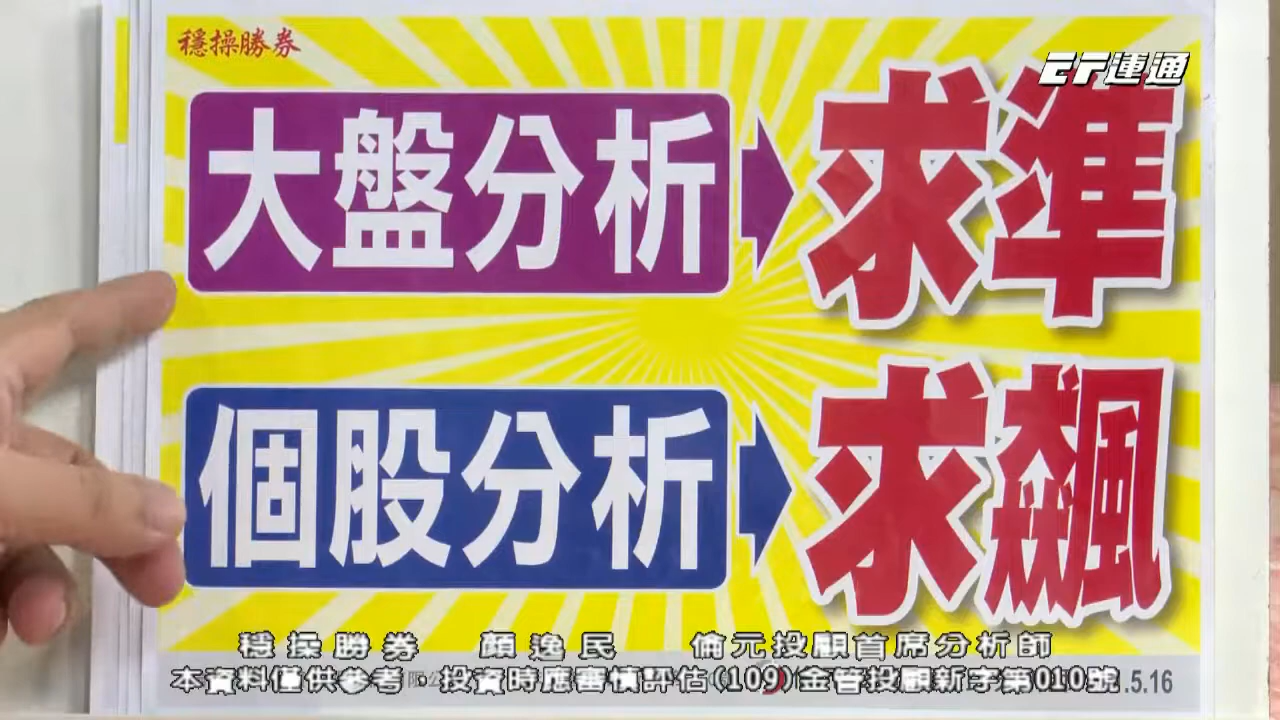 穩操勝券
EF運通
大盤分析 求準
個股分析 求飆
穩操勝券 顏逸民 倫元投顧首席分析師
本資料僅供參考。投資時應審慎評估(109)金管投顧新字第010號
.5.16